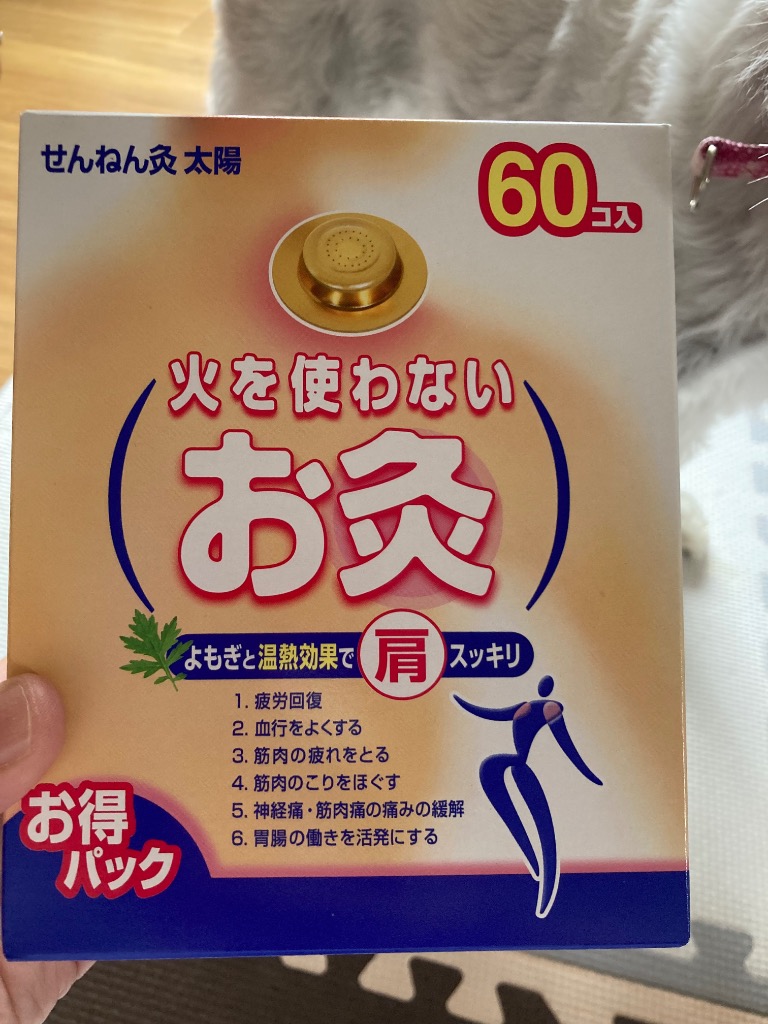 せんねん灸 太陽
60コ入
火を使わない
お灸
よもぎと温熱効果で肩スッキリ
1. 疲労回復
2. 血行をよくする
3. 筋肉の疲れをとる
4. 筋肉のこりをほぐす
5. 神経痛・筋肉痛の痛みの緩解
6. 胃腸の働きを活発にする
お得
パック